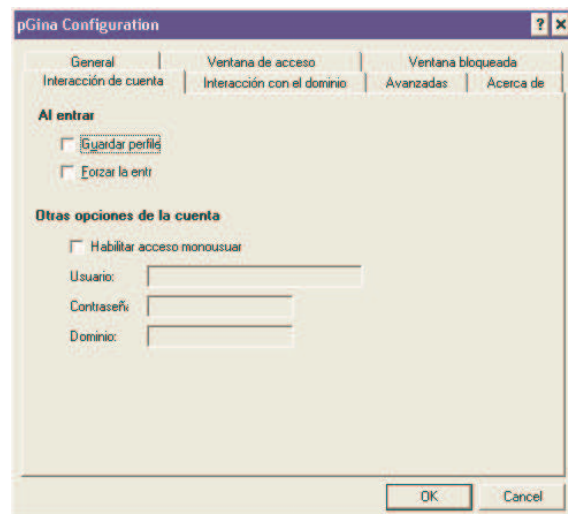 pGina Configuration
General Ventana de acceso Ventana bloqueada
Interacción de cuenta Interacción con el dominio Avanzadas Acerca de
Al entrar
Guardar perfile
Forzar la entr
Otras opciones de la cuenta
Habilitar acceso monousuar
Usuario:
Contraseñ
Dominio:
OK Cancel